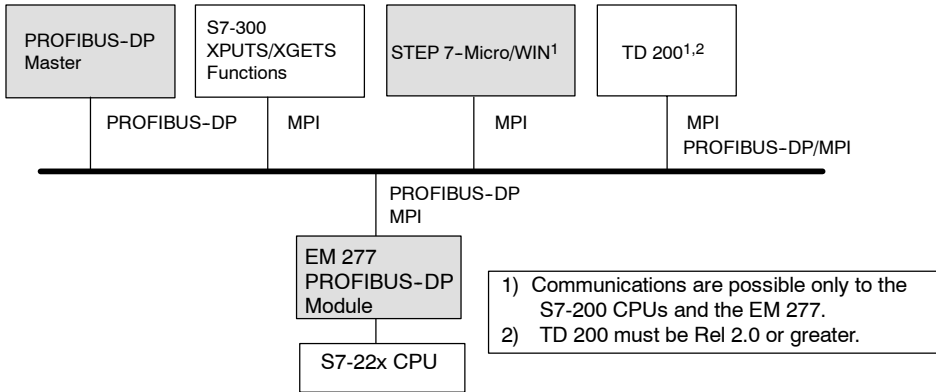 PROFIBUS-DP
Master
S7-300
XPUTS/XGETS
Functions
STEP 7-Micro/WIN¹
TD 200¹,²
PROFIBUS-DP
MPI
MPI
MPI
PROFIBUS-DP/MPI
PROFIBUS-DP
MPI
EM 277
PROFIBUS-DP
Module
S7-22x CPU
1) Communications are possible only to the
S7-200 CPUs and the EM 277.
2) TD 200 must be Rel 2.0 or greater.